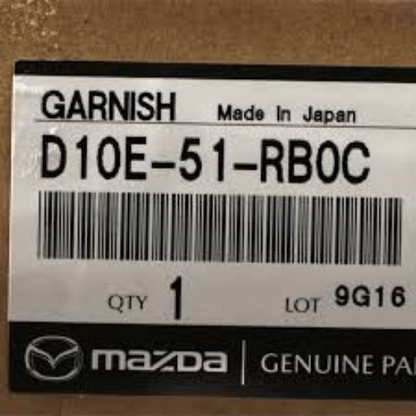 GARNISH Made In Japan
D10E-51-RB0C
QTY 1 LOT 9G16
mazda GENUINE PA